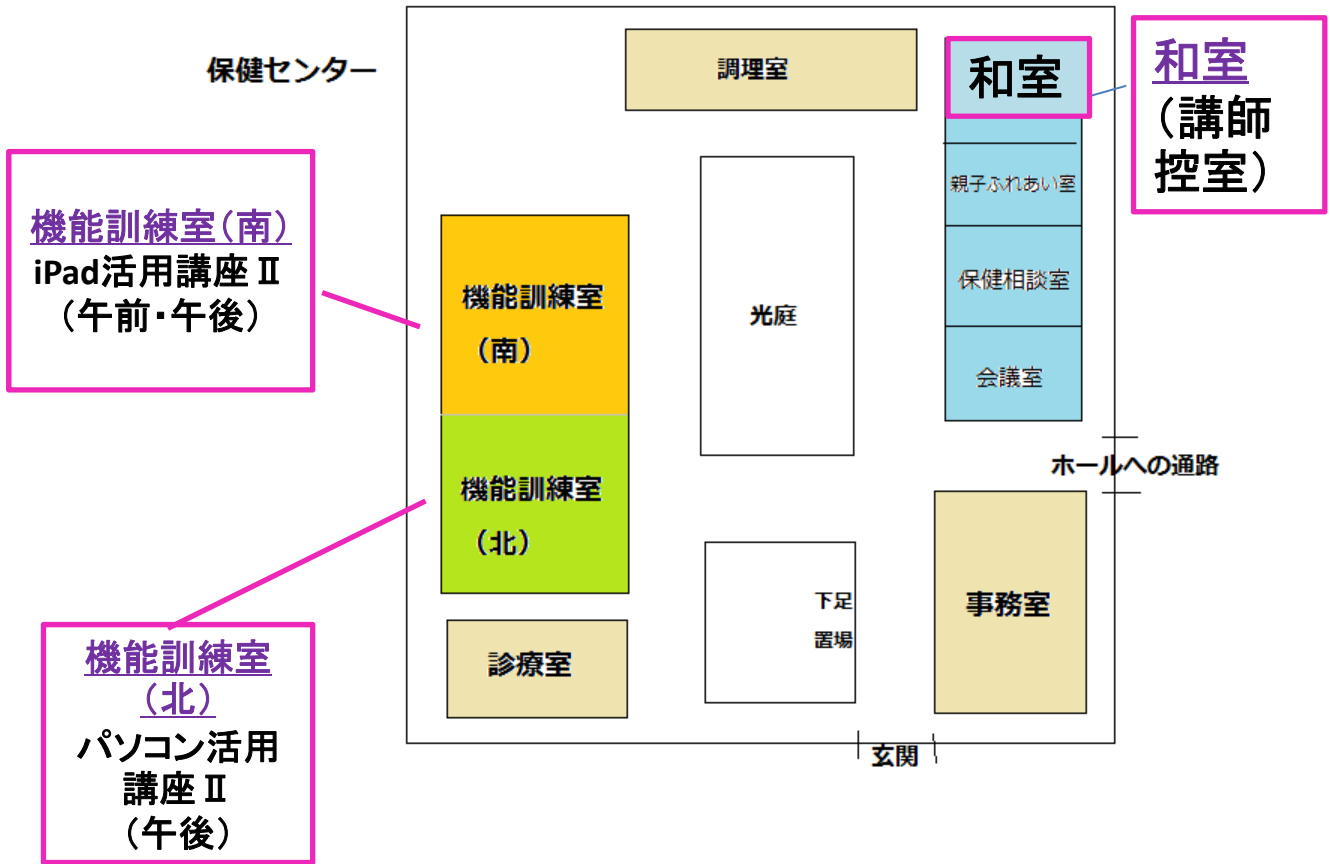 保健センター
調理室
和室
和室
（講師
控室）
親子ふれあい室
保健相談室
会議室
機能訓練室（南）
iPad活用講座Ⅱ
（午前・午後）
機能訓練室
（南）
光庭
ホールへの通路
機能訓練室
（北）
下足
置場
事務室
診療室
機能訓練室
（北）
パソコン活用
講座Ⅱ
（午後）
玄関